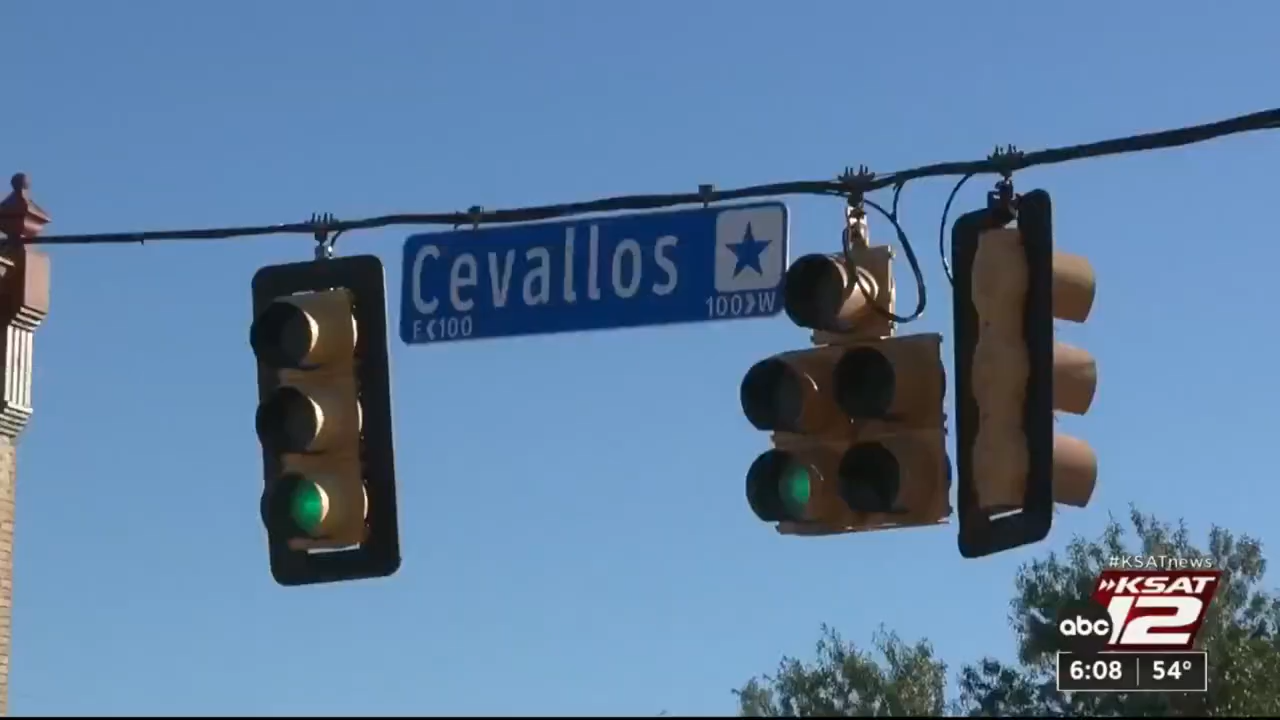 Cevallos
E<100
100>W
#KSATnews
»KSAT
abc 12
6:08 | 54°